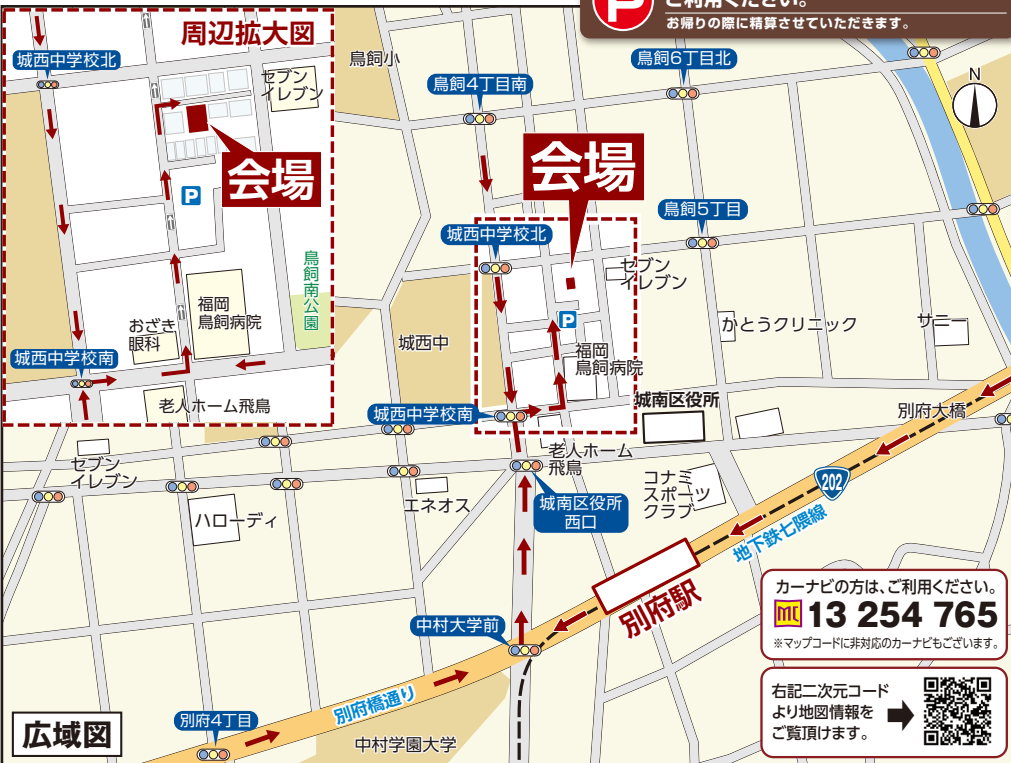 P
ご利用ください。
お帰りの際に精算させていただきます。
周辺拡大図
城西中学校北
セブン
イレブン
会場
P
鳥飼南公園
福岡
鳥飼病院
おざき
眼科
城西中学校南
老人ホーム飛鳥
鳥飼小
鳥飼4丁目南
鳥飼6丁目北
N
会場
鳥飼5丁目
城西中学校北
セブン
イレブン
P
かとうクリニック
サニー
城西中
福岡
鳥飼病院
城西中学校南
城南区役所
別府大橋
老人ホーム
飛鳥
セブン
イレブン
エネオス
コナミ
スポーツ
クラブ
202
ハローディ
城南区役所
西口
地下鉄七隈線
別府駅
中村大学前
カーナビの方は、ご利用ください。
mc 13 254 765
※マップコードに非対応のカーナビもございます。
別府橋通り
別府4丁目
右記二次元コード
より地図情報を
ご覧頂けます。
広域図
中村学園大学